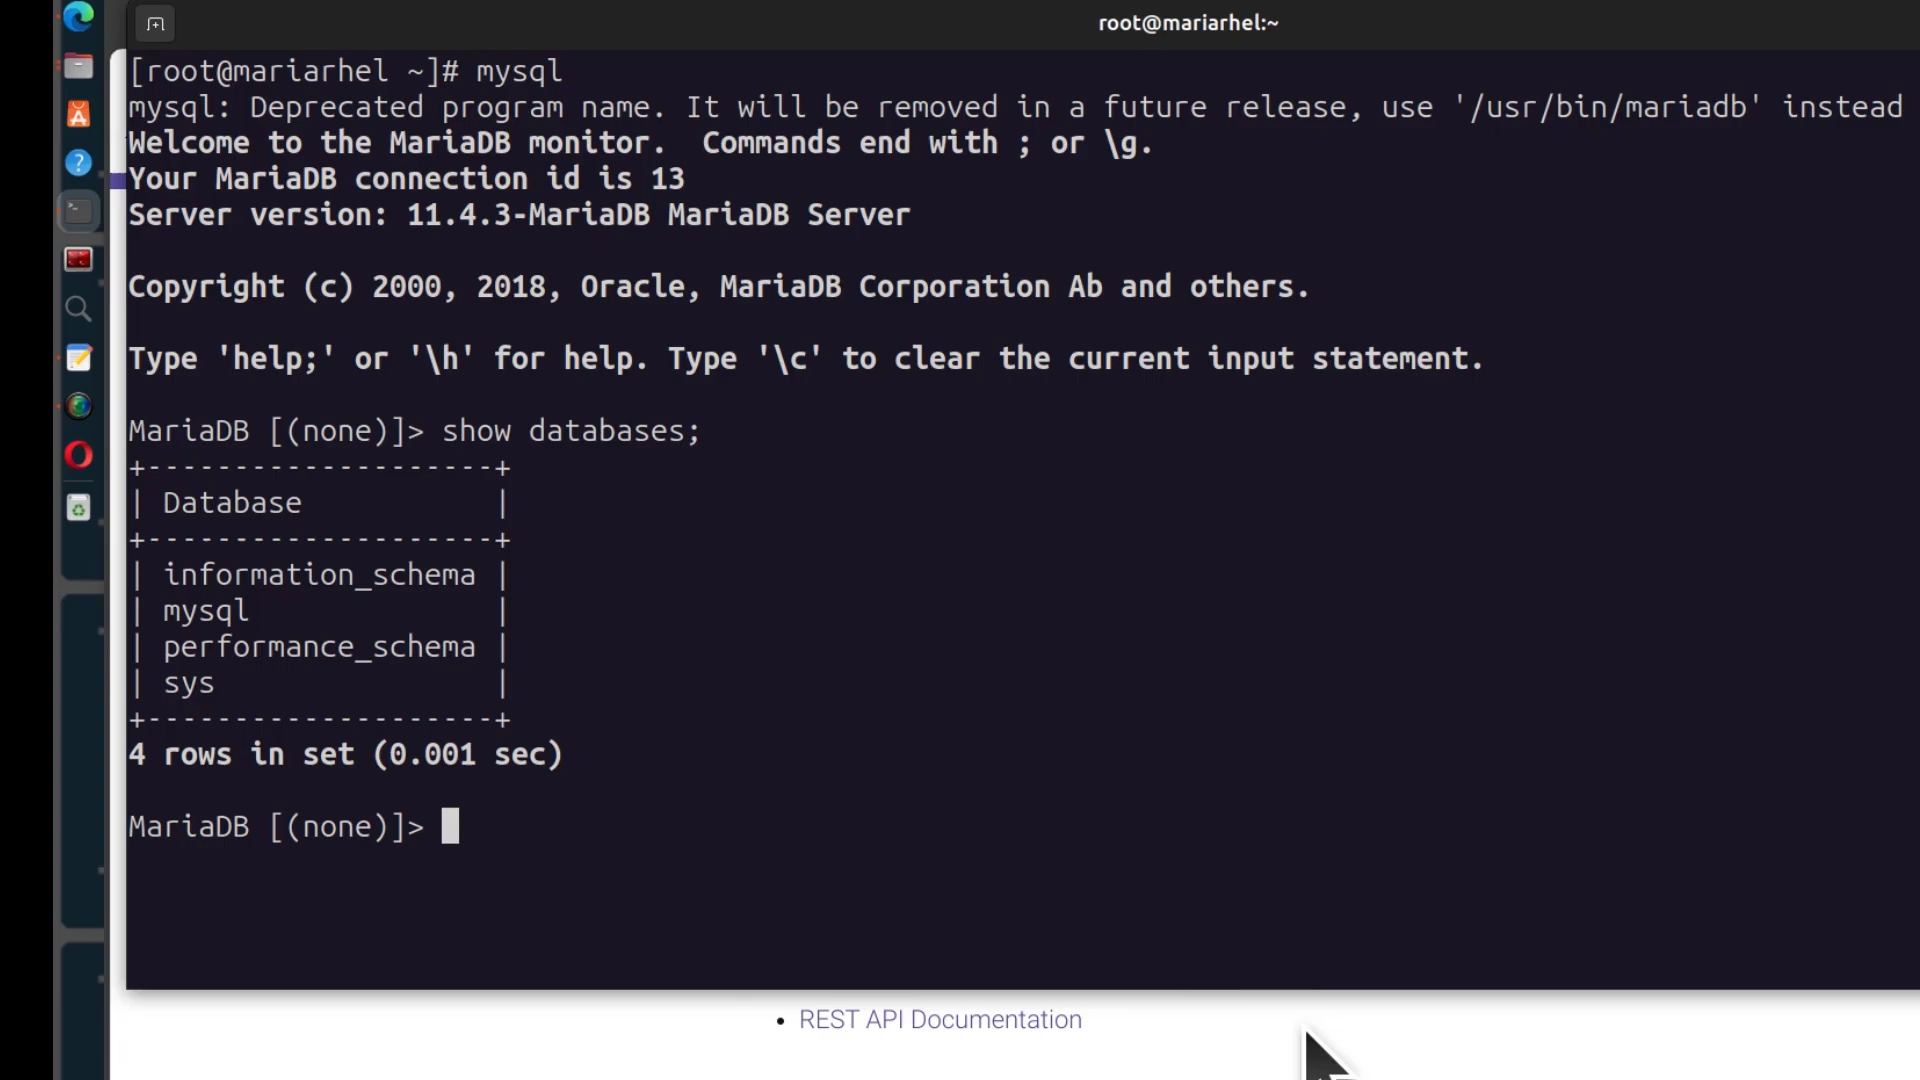 root@mariarhel:~
[root@mariarhel ~]# mysql
mysql: Deprecated program name. It will be removed in a future release, use '/usr/bin/mariadb' instead
Welcome to the MariaDB monitor.  Commands end with ; or \g.
Your MariaDB connection id is 13
Server version: 11.4.3-MariaDB MariaDB Server
Copyright (c) 2000, 2018, Oracle, MariaDB Corporation Ab and others.
Type 'help;' or '\h' for help. Type '\c' to clear the current input statement.
MariaDB [(none)]> show databases;
+--------------------+
| Database           |
+--------------------+
| information_schema |
| mysql              |
| performance_schema |
| sys                |
+--------------------+
4 rows in set (0.001 sec)
MariaDB [(none)]>
• REST API Documentation